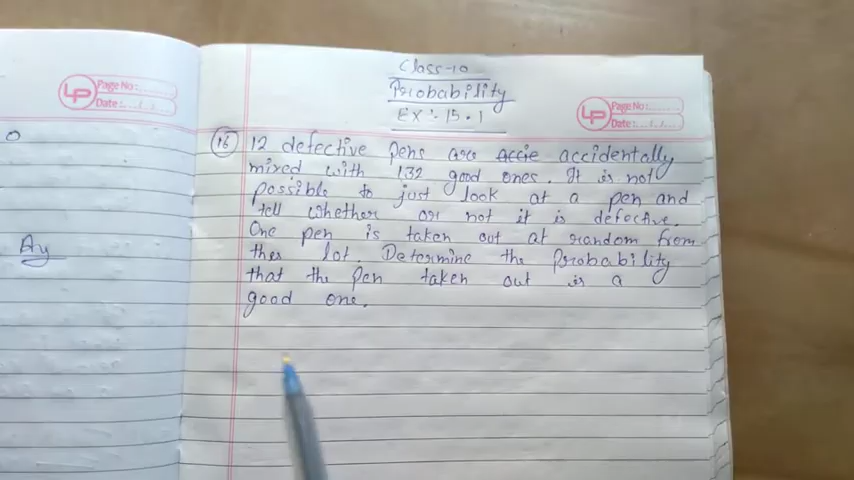 LP
Page No:
Date:
O
Ay
Class-10
Probability
EX:- 15.1
LP
Page No:
Date:
16 12 defective pens are accidentally
mixed with 132 good ones. It is not
possible to just look at a pen and
tell whether or not it is defective.
One pen is taken out at random from
this lot. Determine the probability
that the pen taken out is a
good one.